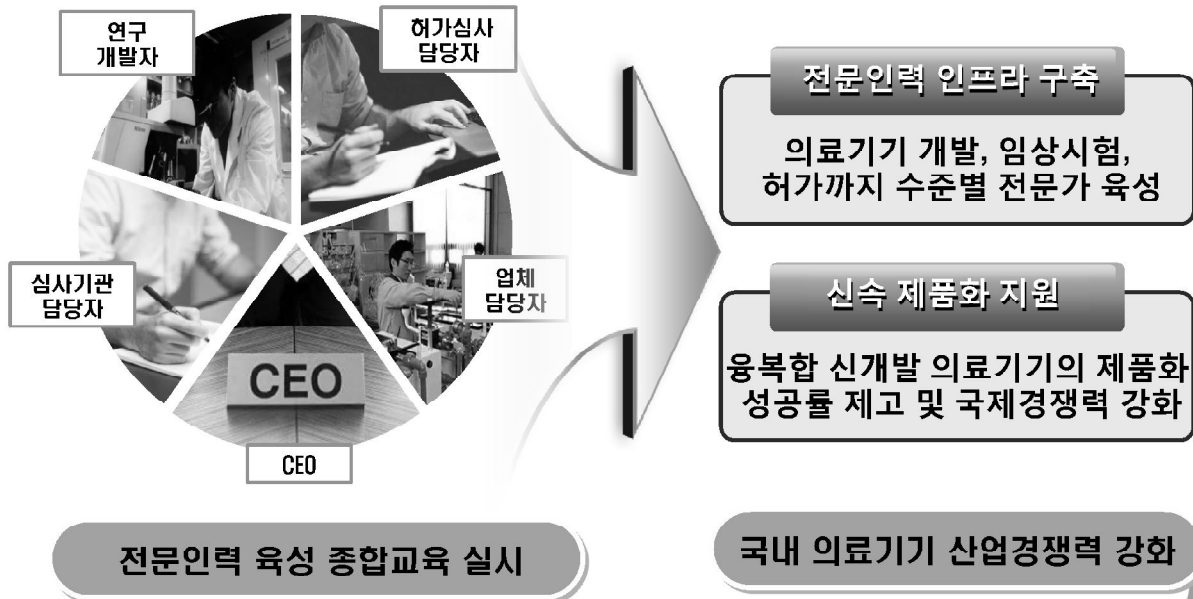 연구
개발자
허가심사
담당자
심사기관
담당자
업체
담당자
CEO
CEO
전문인력 육성 종합교육 실시
전문인력 인프라 구축
의료기기 개발, 임상시험,
허가까지 수준별 전문가 육성
신속 제품화 지원
융복합 신개발 의료기기의 제품화
성공률 제고 및 국제경쟁력 강화
국내 의료기기 산업경쟁력 강화